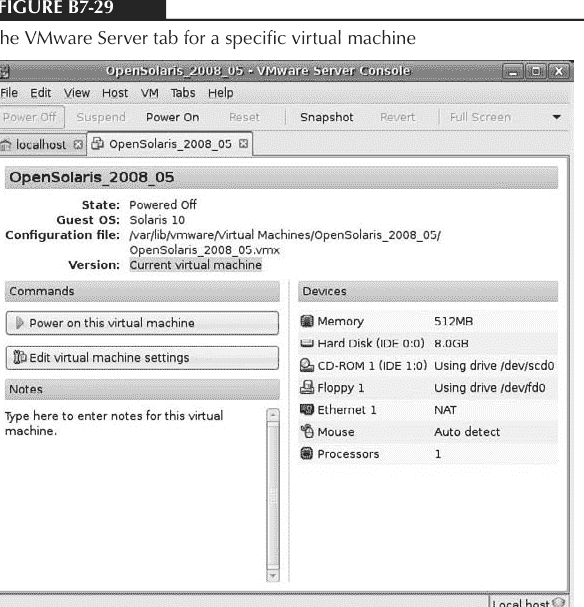 FIGURE B7-29
he VMware Server tab for a specific virtual machine
OpenSolaris_2008_05 - VMware Server Console
File Edit View Host VM Tabs Help
Power Off Suspend Power On Reset Snapshot Revert Full Screen
localhost OpenSolaris_2008_05
OpenSolaris_2008_05
State: Powered Off
Guest OS: Solaris 10
Configuration file: /var/lib/vmware/Virtual Machines/OpenSolaris_2008_05/
OpenSolaris_2008_05.vmx
Version: Current virtual machine
Commands
Power on this virtual machine
Edit virtual machine settings
Notes
Type here to enter notes for this virtual
machine.
Devices
Memory 512MB
Hard Disk (IDE 0:0) 8.0GB
CD-ROM 1 (IDE 1:0) Using drive /dev/scd0
Floppy 1 Using drive /dev/fd0
Ethernet 1 NAT
Mouse Auto detect
Processors 1
Local host